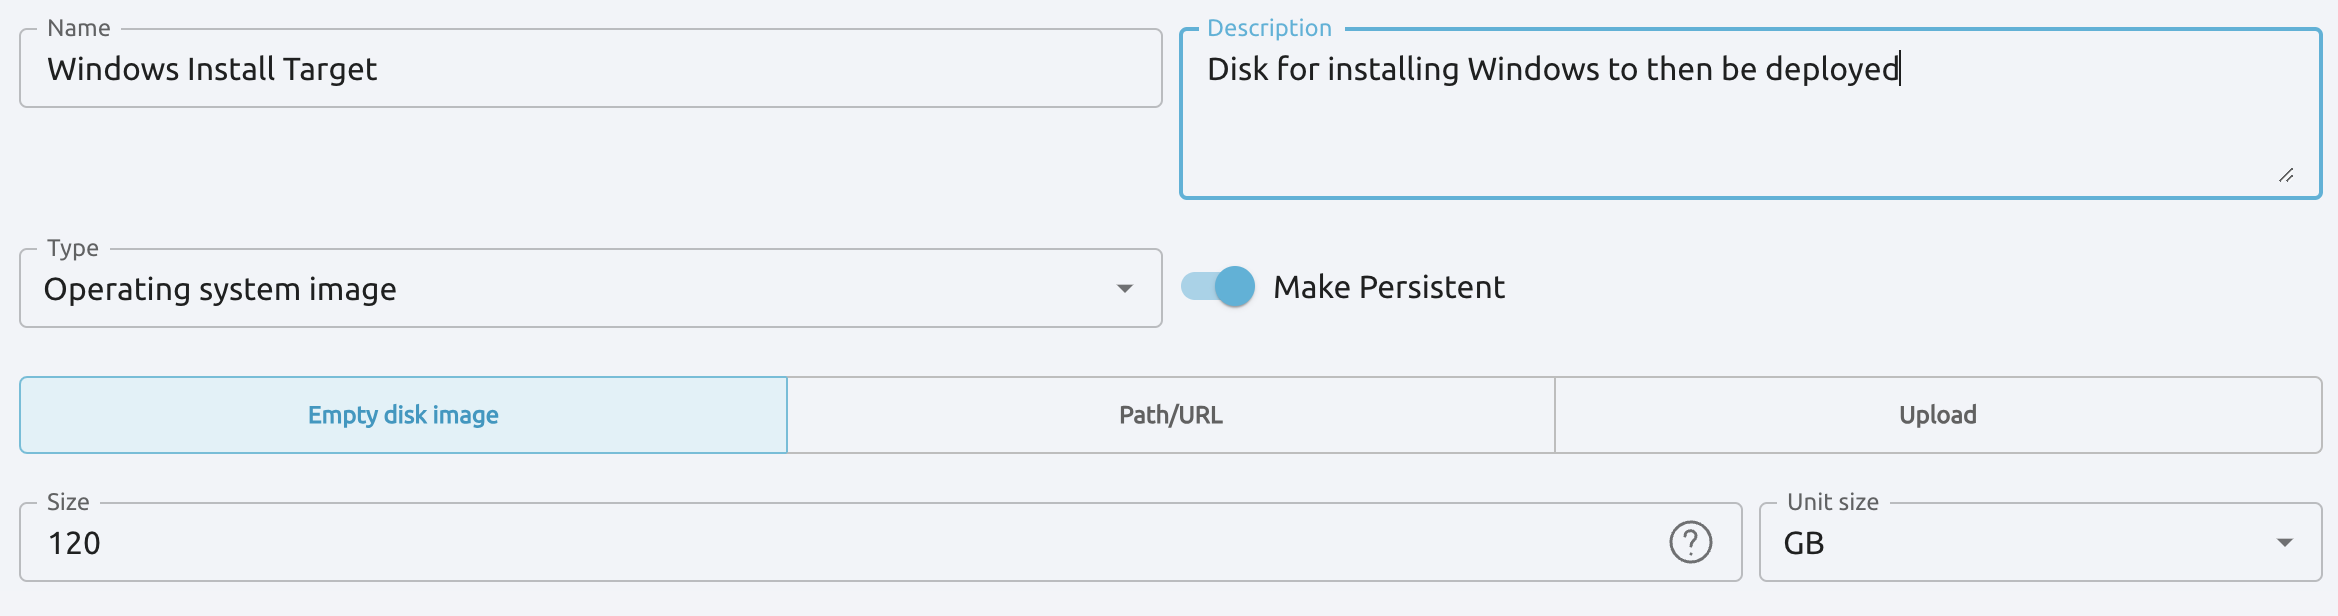 Name
Windows Install Target
Description
Disk for installing Windows to then be deployed
Type
Operating system image
Make Persistent
Empty disk image
Path/URL
Upload
Size
120
?
Unit size
GB